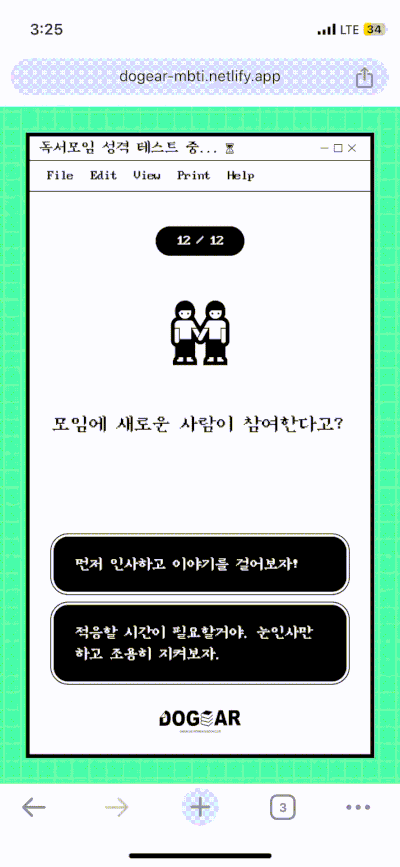 3:25
LTE 34
dogear-mbti.netlify.app
독서모임 성격 테스트 중... ⌛
File Edit View Print Help
12 / 12
모임에 새로운 사람이 참여한다고?
먼저 인사하고 이야기를 걸어보자!
적응할 시간이 필요할거야. 눈인사만
하고 조용히 지켜보자.
DOGEAR
3